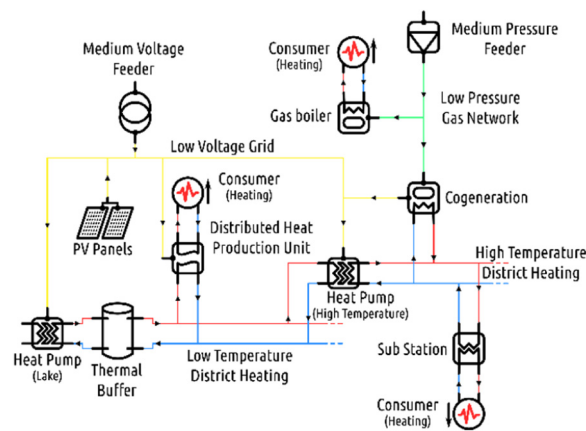 Medium Voltage
Feeder
Consumer
(Heating)
Medium Pressure
Feeder
Gas boiler
Low Pressure
Gas Network
Low Voltage Grid
Consumer
(Heating)
Cogeneration
PV Panels
Distributed Heat
Production Unit
High Temperature
District Heating
Heat Pump
(High Temperature)
Heat Pump
(Lake)
Thermal
Buffer
Low Temperature
District Heating
Sub Station
Consumer
(Heating)